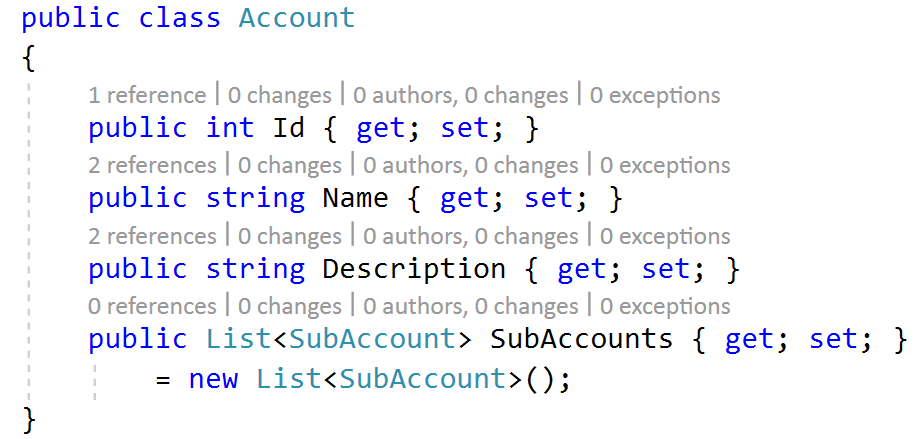 public class Account
{
1 reference | 0 changes | 0 authors, 0 changes | 0 exceptions
public int Id { get; set; }
2 references | 0 changes | 0 authors, 0 changes | 0 exceptions
public string Name { get; set; }
2 references | 0 changes | 0 authors, 0 changes | 0 exceptions
public string Description { get; set; }
0 references | 0 changes | 0 authors, 0 changes | 0 exceptions
public List<SubAccount> SubAccounts { get; set; }
= new List<SubAccount>();
}